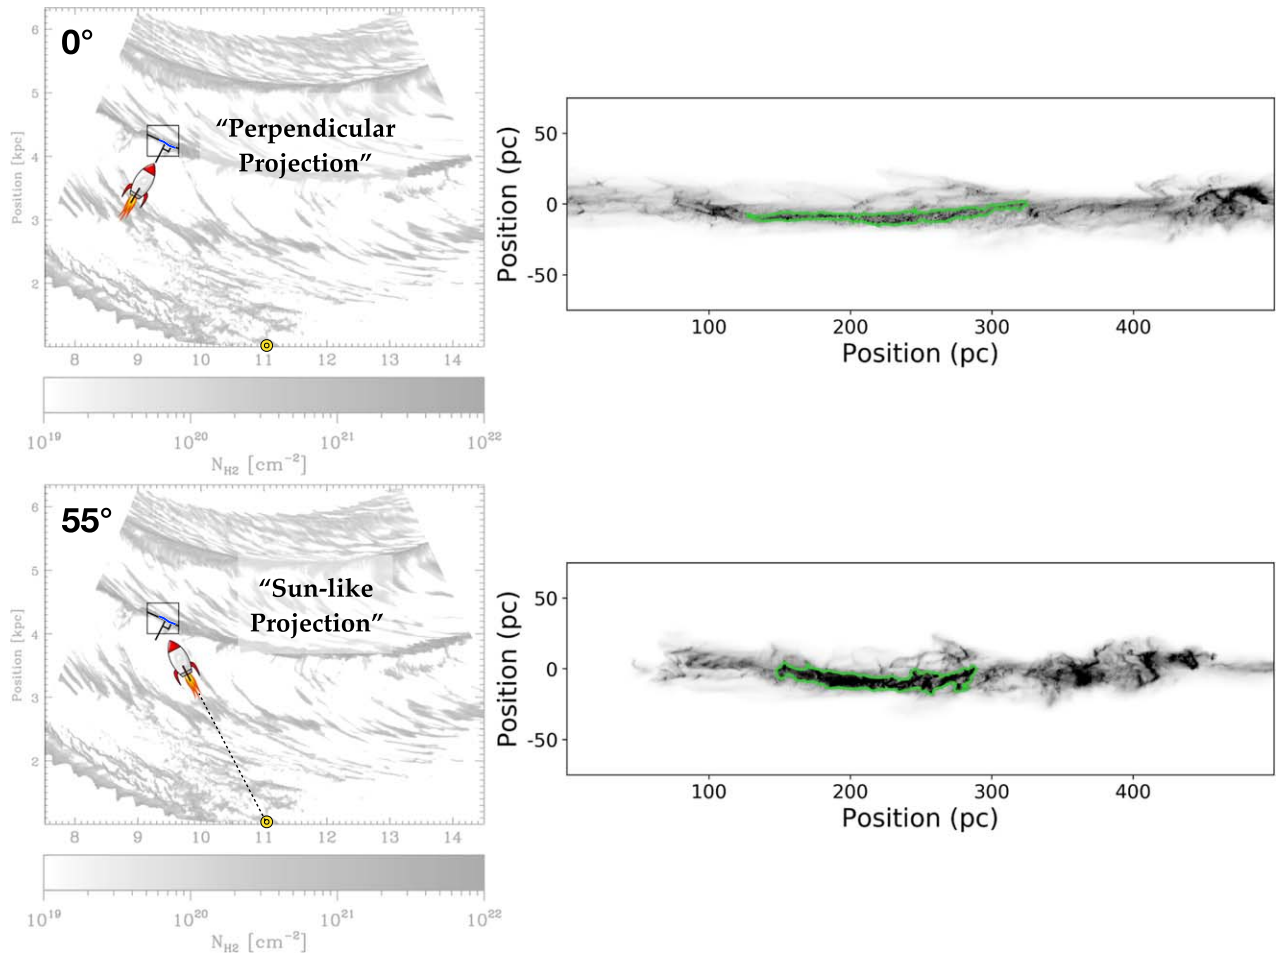 0°
6
5
4
3
2
Position [kpc]
“Perpendicular
Projection”
8 9 10 11 12 13 14
10^19 10^20 10^21 10^22
N_H2 [cm^-2]
50
0
-50
Position (pc)
100 200 300 400
Position (pc)
55°
6
5
4
3
2
Position [kpc]
“Sun-like
Projection”
8 9 10 11 12 13 14
10^19 10^20 10^21 10^22
N_H2 [cm^-2]
50
0
-50
Position (pc)
100 200 300 400
Position (pc)